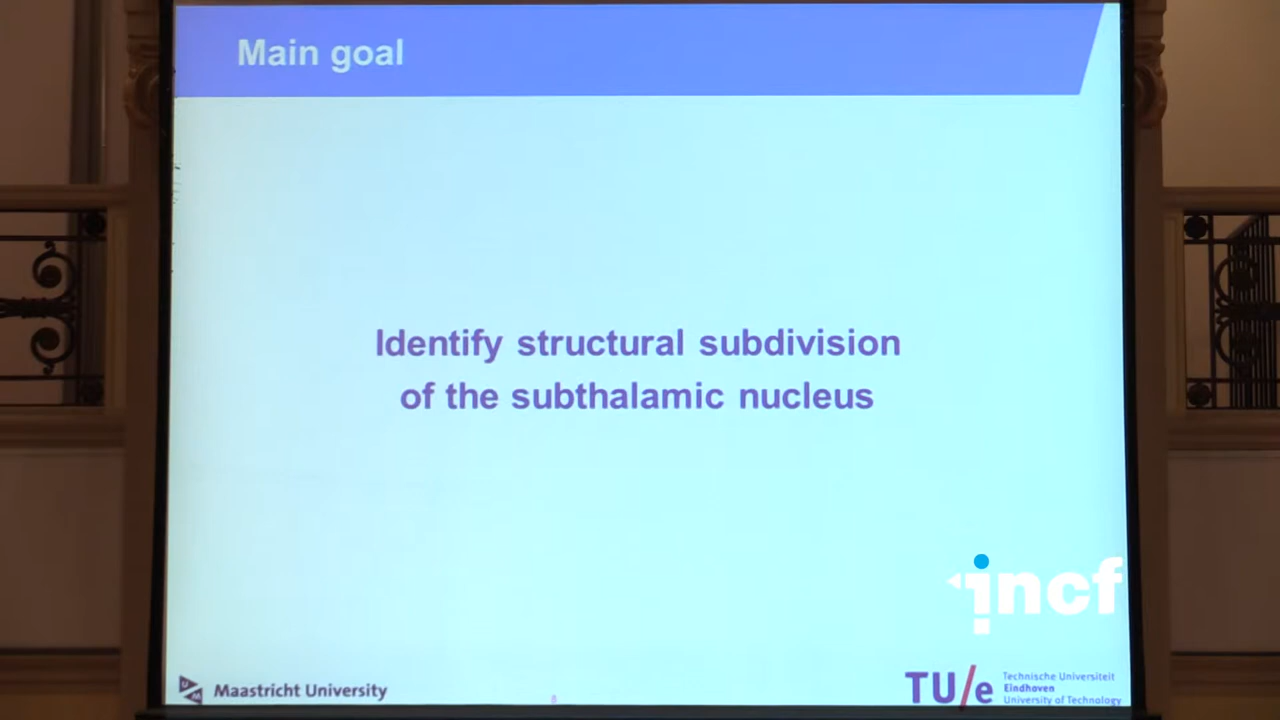 Main goal
Identify structural subdivision
of the subthalamic nucleus
incf
UM
Maastricht University
TU/e
Technische Universiteit
Eindhoven
University of Technology